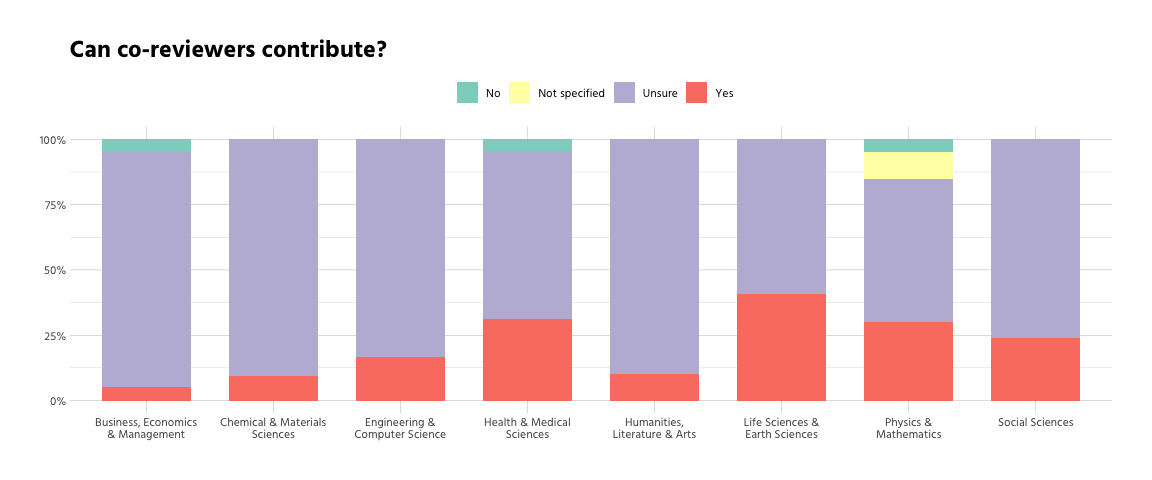 Can co-reviewers contribute?
No Not specified Unsure Yes
100%
75%
50%
25%
0%
Business, Economics
& Management
Chemical & Materials
Sciences
Engineering &
Computer Science
Health & Medical
Sciences
Humanities,
Literature & Arts
Life Sciences &
Earth Sciences
Physics &
Mathematics
Social Sciences